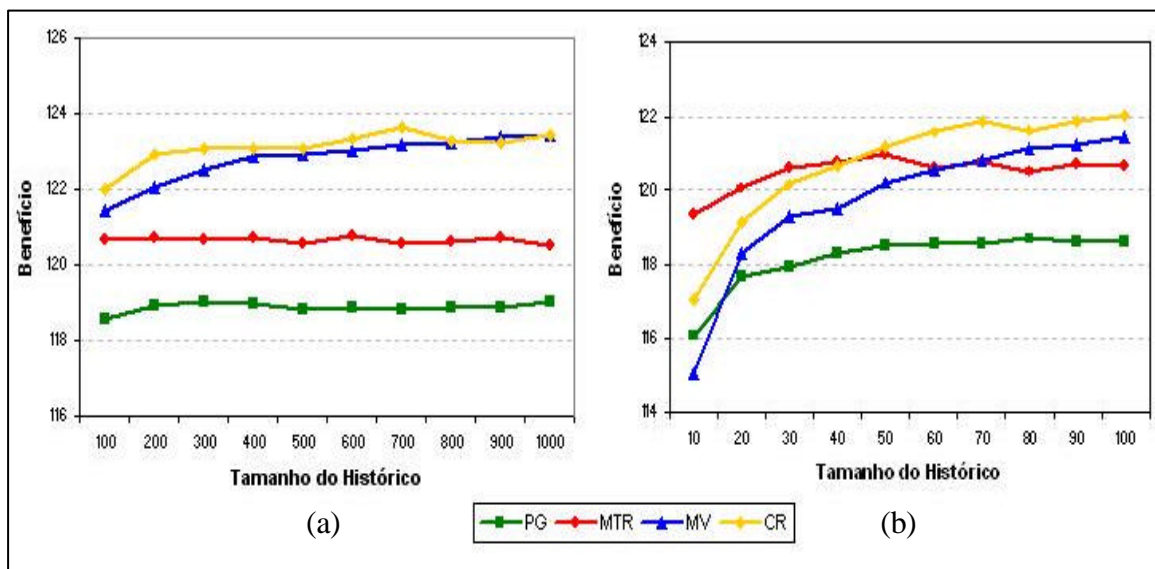 126
124
122
120
118
116
Benefício
100 200 300 400 500 600 700 800 900 1000
Tamanho do Histórico
124
122
120
118
116
114
Benefício
10 20 30 40 50 60 70 80 90 100
Tamanho do Histórico
(a)
PG MTR MV CR
(b)